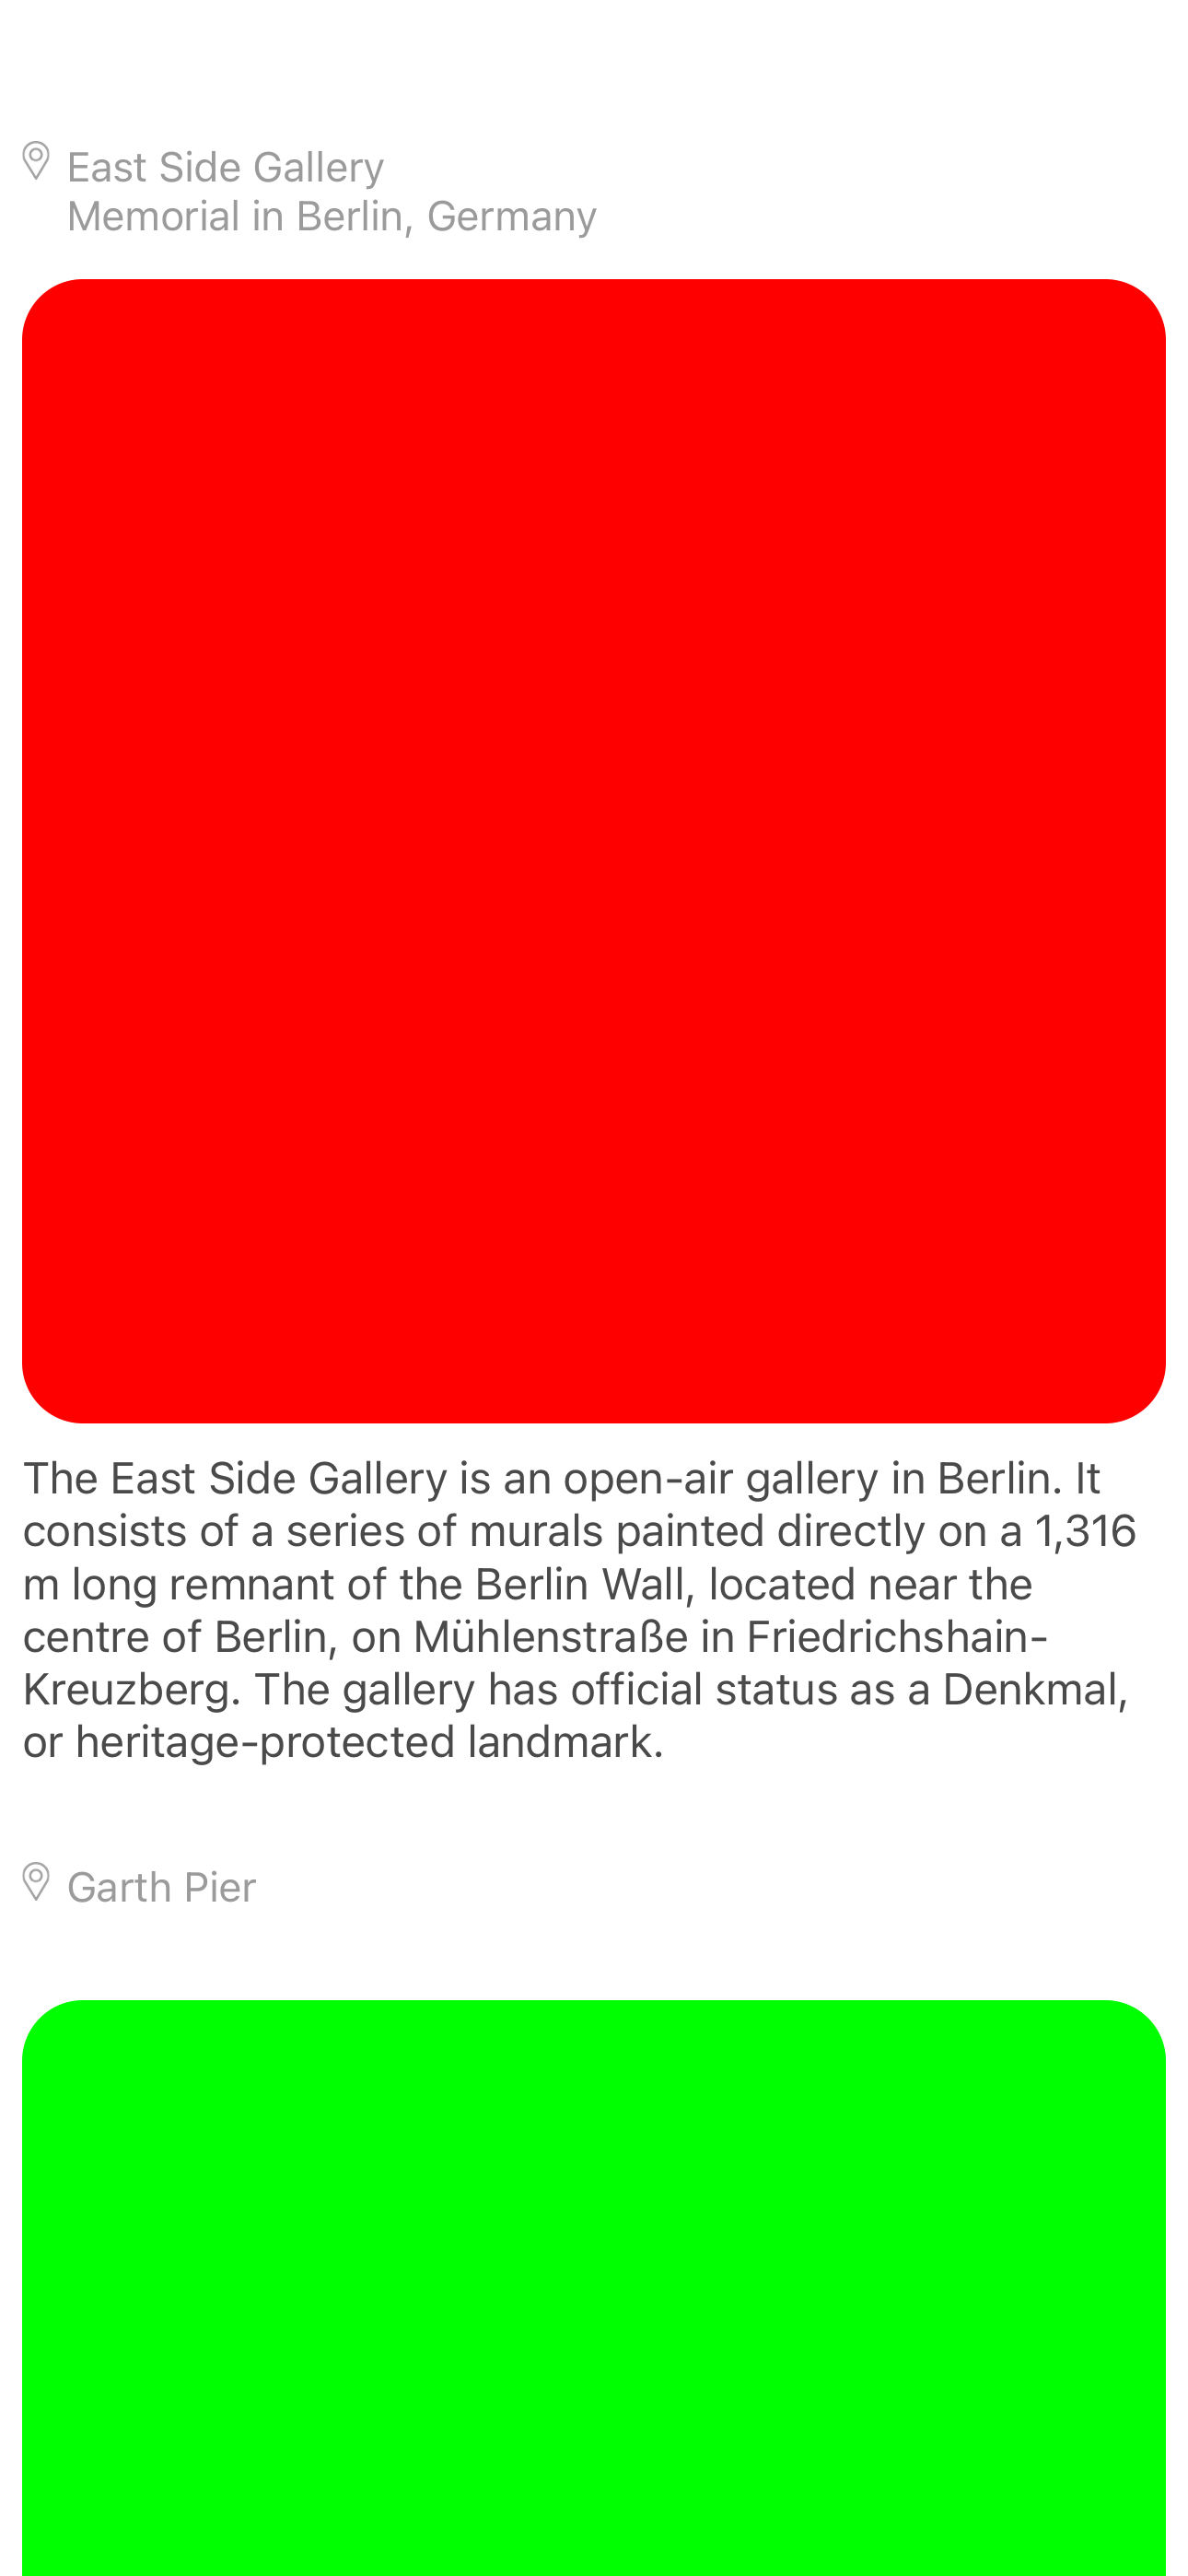 East Side Gallery
Memorial in Berlin, Germany
The East Side Gallery is an open-air gallery in Berlin. It
consists of a series of murals painted directly on a 1,316
m long remnant of the Berlin Wall, located near the
centre of Berlin, on Mühlenstraße in Friedrichshain-
Kreuzberg. The gallery has official status as a Denkmal,
or heritage-protected landmark.
Garth Pier